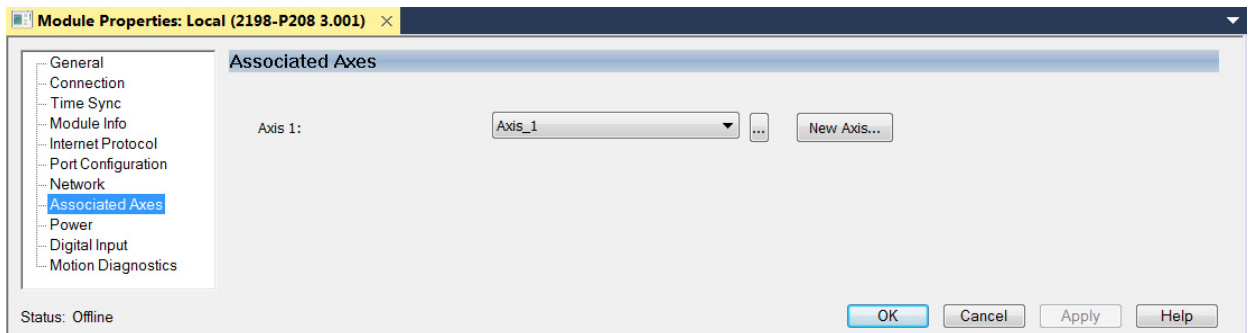 Module Properties: Local (2198-P208 3.001)
General
Connection
Time Sync
Module Info
Internet Protocol
Port Configuration
Network
Associated Axes
Power
Digital Input
Motion Diagnostics
Associated Axes
Axis 1: Axis_1 ... New Axis...
Status: Offline OK Cancel Apply Help